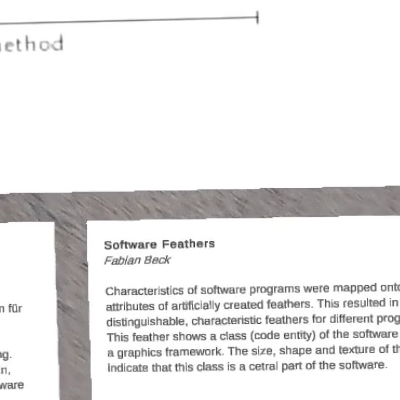 method
Software Feathers
Fabian Beck
Characteristics of software programs were mapped onto
attributes of artificially created feathers. This resulted in
distinguishable, characteristic feathers for different prog
This feather shows a class (code entity) of the software
a graphics framework. The size, shape and texture of th
indicate that this class is a cetral part of the software.
n für
ng.
n,
ware